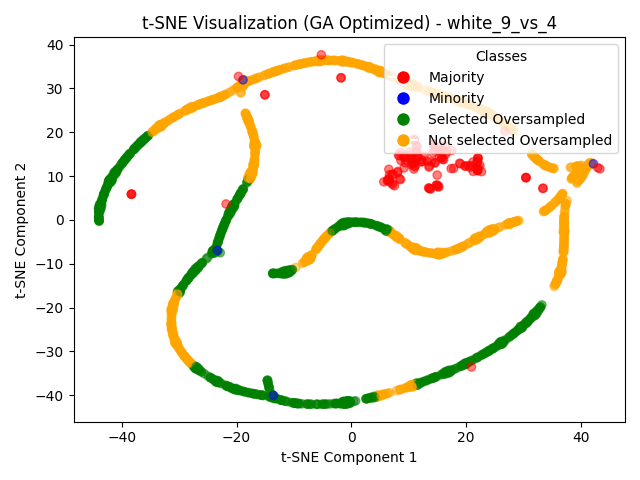 t-SNE Visualization (GA Optimized) - white_9_vs_4
40
30
20
10
0
−10
−20
−30
−40
t-SNE Component 2
Classes
Majority
Minority
Selected Oversampled
Not selected Oversampled
−40 −20 0 20 40
t-SNE Component 1